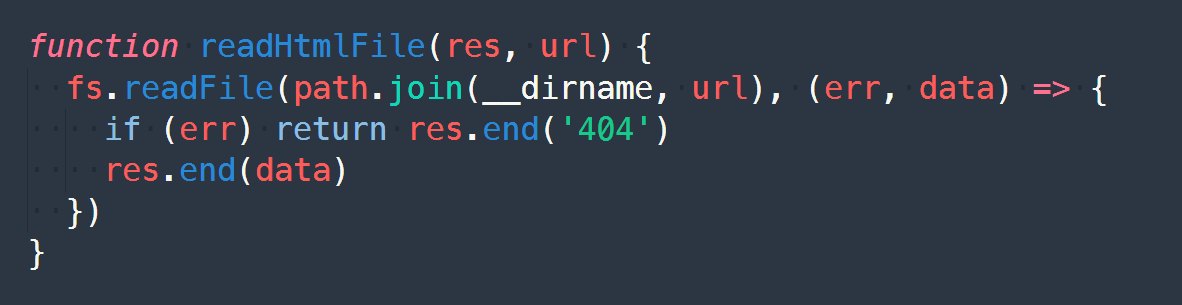 function readHtmlFile(res, url) {
  fs.readFile(path.join(__dirname, url), (err, data) => {
    if (err) return res.end('404')
    res.end(data)
  })
}